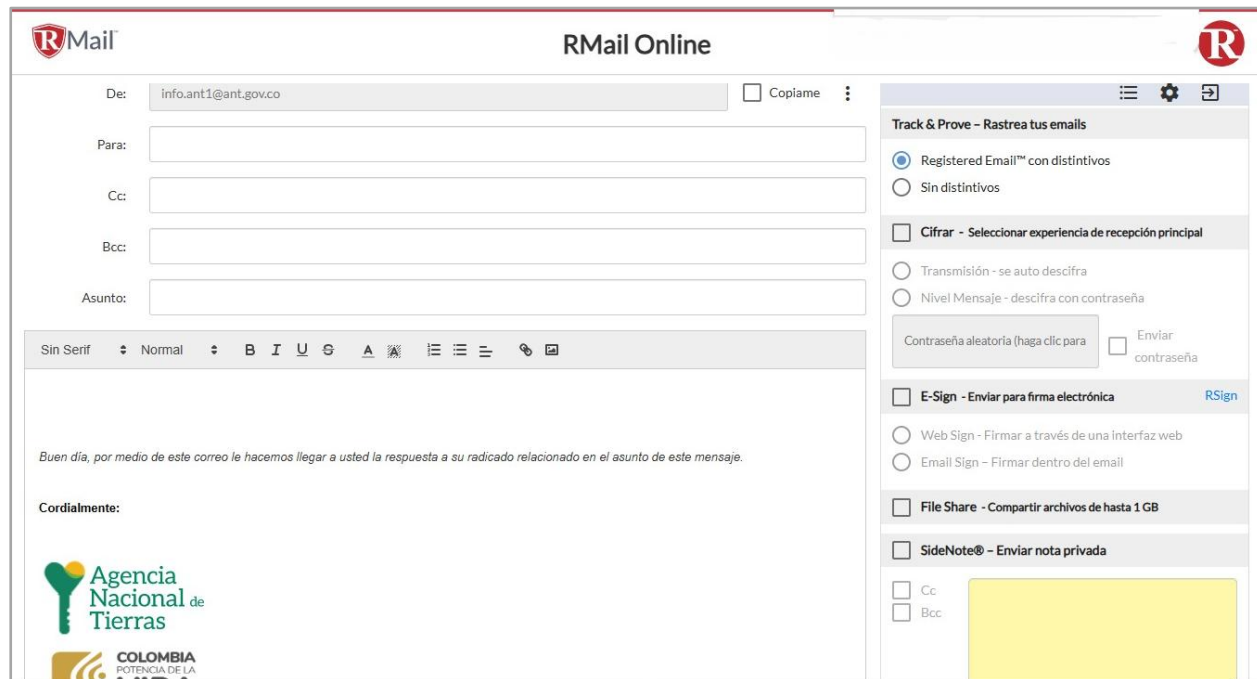 RMail
RMail Online
R
De: info.ant1@ant.gov.co Copiame
Para:
Cc:
Bcc:
Asunto:
Sin Serif Normal B I U S A A
Buen día, por medio de este correo le hacemos llegar a usted la respuesta a su radicado relacionado en el asunto de este mensaje.
Cordialmente:
Agencia
Nacional de
Tierras
COLOMBIA
POTENCIA DE LA
Track & Prove – Rastrea tus emails
Registered Email™ con distintivos
Sin distintivos
Cifrar - Seleccionar experiencia de recepción principal
Transmisión - se auto descifra
Nivel Mensaje - descifra con contraseña
Contraseña aleatoria (haga clic para
Enviar
contraseña
E-Sign - Enviar para firma electrónica RSign
Web Sign - Firmar a través de una interfaz web
Email Sign – Firmar dentro del email
File Share - Compartir archivos de hasta 1 GB
SideNote® – Enviar nota privada
Cc
Bcc